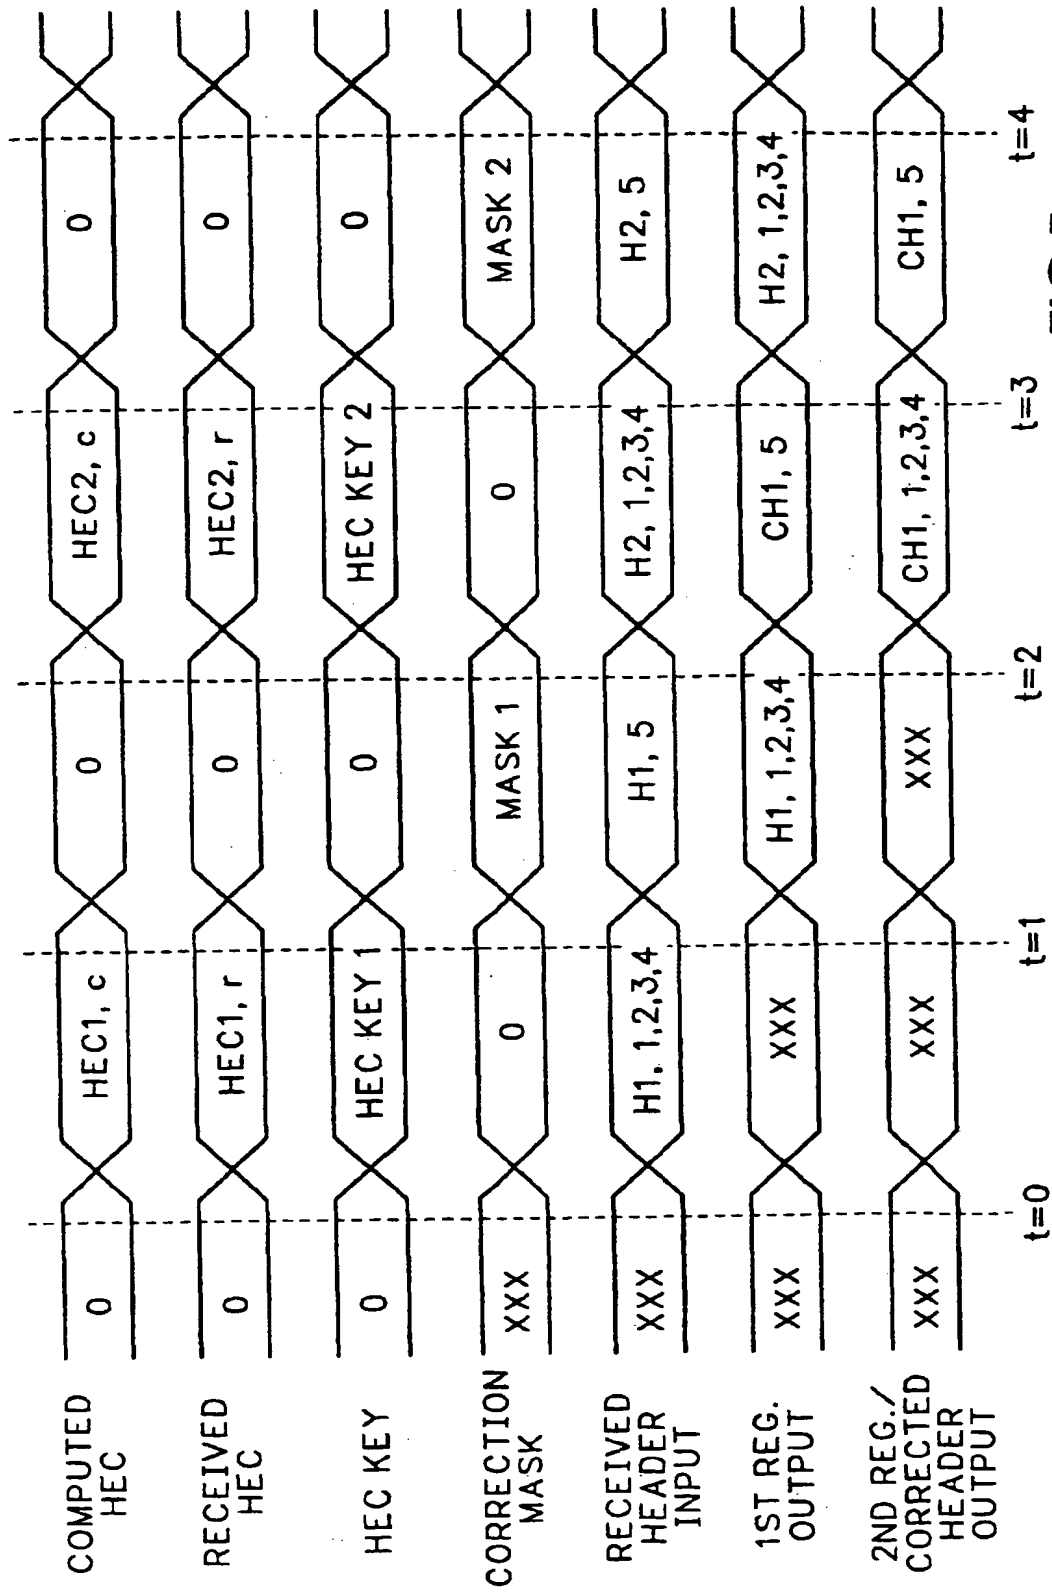 COMPUTED
HEC
0
HEC1, c
0
HEC2, c
0
RECEIVED
HEC
0
HEC1, r
0
HEC2, r
0
HEC KEY
0
HEC KEY 1
0
HEC KEY 2
0
CORRECTION
MASK
XXX
0
MASK 1
0
MASK 2
RECEIVED
HEADER
INPUT
XXX
H1, 1,2,3,4
H1, 5
H2, 1,2,3,4
H2, 5
1ST REG.
OUTPUT
XXX
XXX
H1, 1,2,3,4
CH1, 5
H2, 1,2,3,4
2ND REG./
CORRECTED
HEADER
OUTPUT
XXX
XXX
XXX
CH1, 1,2,3,4
CH1, 5
t=0
t=1
t=2
t=3
t=4